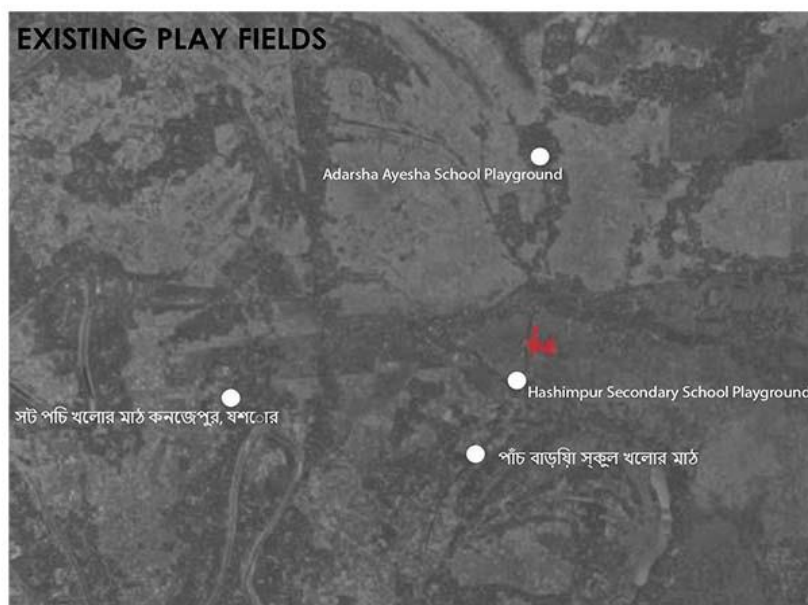 EXISTING PLAY FIELDS
Adarsha Ayesha School Playground
Hashimpur Secondary School Playground
সট পচি খলোর মাঠ কনজেপুর, যশোের
পাঁচ বাড়য়িা স্কুল খলোর মাঠ